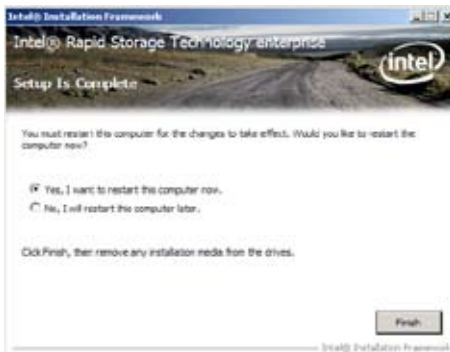 Intel® Installation Framework
Intel® Rapid Storage Technology enterprise
intel
Setup Is Complete
You must restart this computer for the changes to take effect. Would you like to restart the
computer now?
Yes, I want to restart this computer now.
No, I will restart this computer later.
Click Finish, then remove any installation media from the drives.
Finish
Intel® Installation Framework